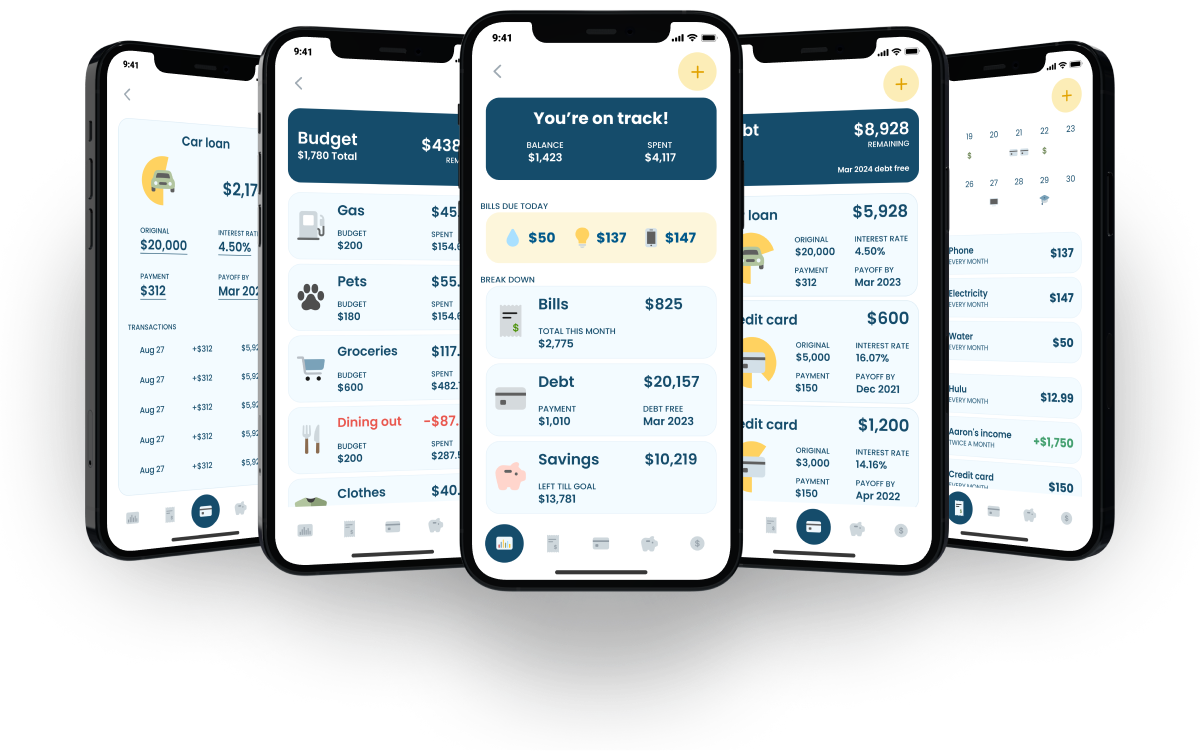 9:41
Car loan
$2,17
ORIGINAL INTEREST RATE
$20,000 4.50%
PAYMENT PAYOFF BY
$312 Mar 202
TRANSACTIONS
Aug 27 +$312 $5,92
Aug 27 +$312 $5,92
Aug 27 +$312 $5,92
Aug 27 +$312 $5,92
Aug 27 +$312 $5,92
9:41
Budget
$1,780 Total
$438
REM
Gas $45.
BUDGET SPENT
$200 $154.6
Pets $55.
BUDGET SPENT
$180 $154.6
Groceries $117.
BUDGET SPENT
$600 $482.
Dining out -$87.
BUDGET SPENT
$200 $287.5
Clothes $40.
9:41
+
You're on track!
BALANCE SPENT
$1,423 $4,117
BILLS DUE TODAY
$50 $137 $147
BREAK DOWN
Bills $825
TOTAL THIS MONTH
$2,775
Debt $20,157
PAYMENT DEBT FREE
$1,010 Mar 2023
Savings $10,219
LEFT TILL GOAL
$13,781
+
bt $8,928
REMAINING
Mar 2024 debt free
loan $5,928
ORIGINAL INTEREST RATE
$20,000 4.50%
PAYMENT PAYOFF BY
$312 Mar 2023
edit card $600
ORIGINAL INTEREST RATE
$5,000 16.07%
PAYMENT PAYOFF BY
$150 Dec 2021
edit card $1,200
ORIGINAL INTEREST RATE
$3,000 14.16%
PAYMENT PAYOFF BY
$150 Apr 2022
+
19 20 21 22 23
$ $
26 27 28 29 30
Phone $137
EVERY MONTH
Electricity $147
EVERY MONTH
Water $50
EVERY MONTH
Hulu $12.99
EVERY MONTH
Aaron's income +$1,750
TWICE A MONTH
Credit card $150
EVERY MONTH